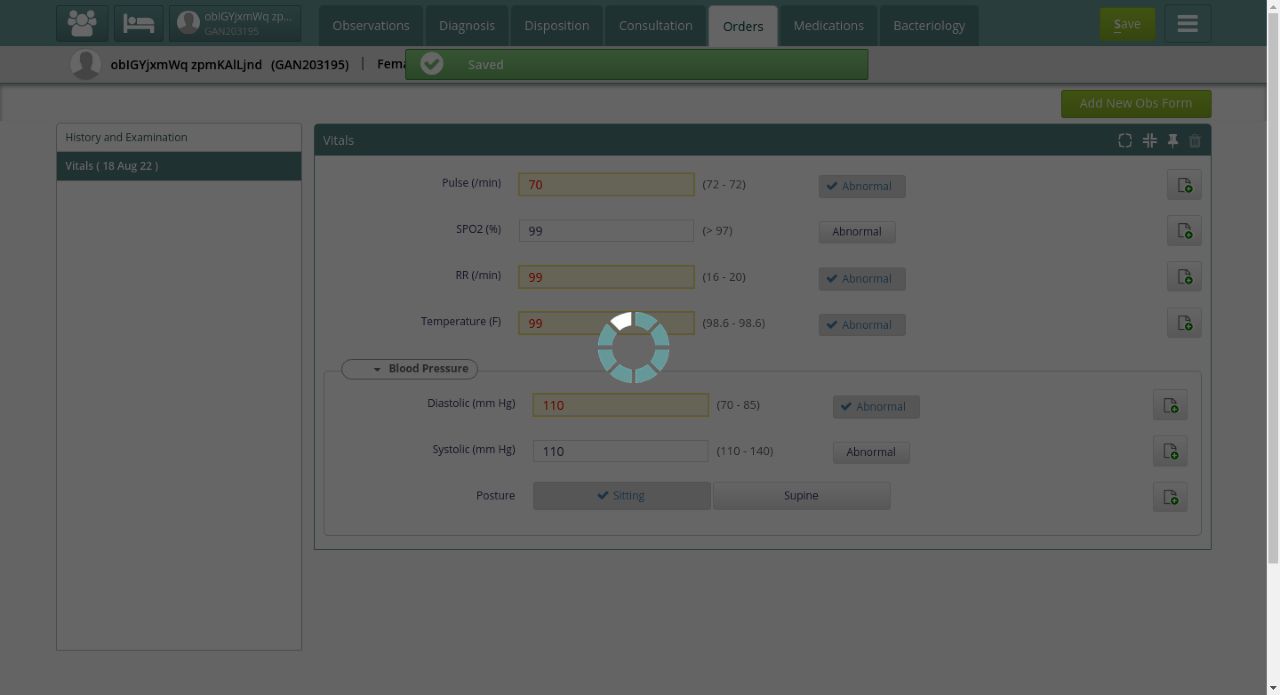 oblGYjxmWq zp...
GAN203195
Observations
Diagnosis
Disposition
Consultation
Orders
Medications
Bacteriology
Save
oblGYjxmWq zpmKAlLjnd (GAN203195) | Fema
Saved
Add New Obs Form
History and Examination
Vitals ( 18 Aug 22 )
Vitals
Pulse (/min) 70 (72 - 72) Abnormal
SPO2 (%) 99 (> 97) Abnormal
RR (/min) 99 (16 - 20) Abnormal
Temperature (F) 99 (98.6 - 98.6) Abnormal
Blood Pressure
Diastolic (mm Hg) 110 (70 - 85) Abnormal
Systolic (mm Hg) 110 (110 - 140) Abnormal
Posture Sitting Supine